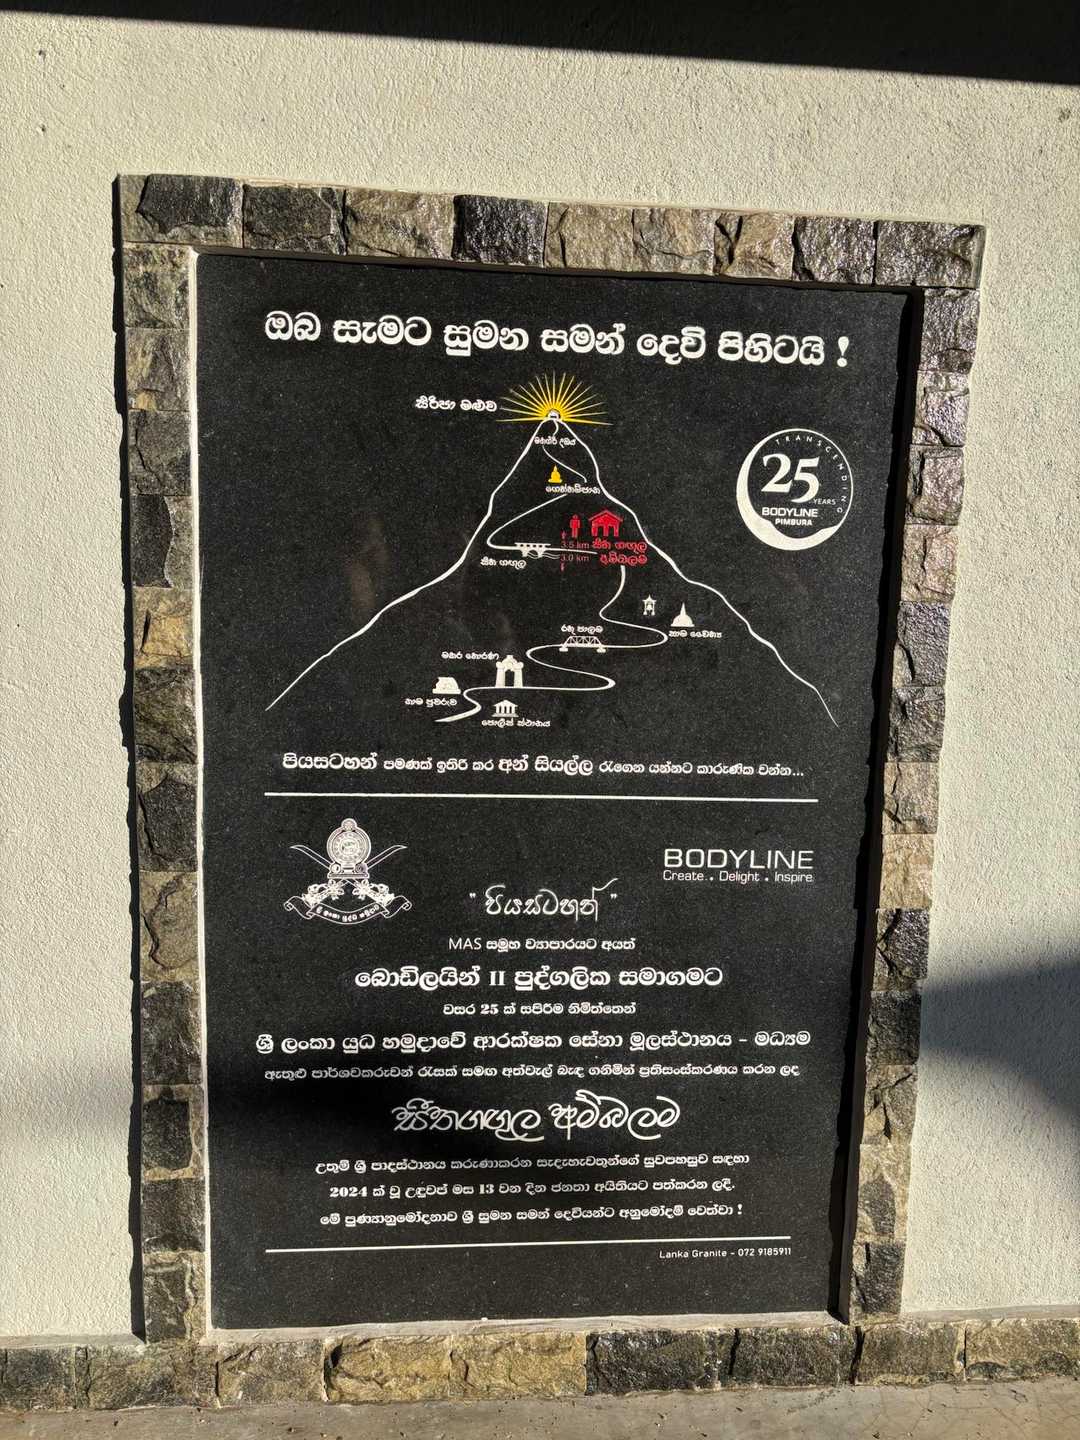 ඔබ සැමට සුමන සමන් දෙවි පිහිටයි !
සිරිපා මළුව
මහගිරි දඹය
ගෙත්තම්පාන
TRANSCENDING
25 YEARS
BODYLINE
PIMBURA
3.5 km සීත ගඟුල
3.0 km අම්බලම
සීත ගඟුල
රතු පාලම
සාම චෛත්‍ය
මකර තොරණ
සාම පුවරුව
පොලිස් ස්ථානය
පියසටහන් පමණක් ඉතිරි කර අන් සියල්ල රැගෙන යන්නට කාරුණික වන්න...
ශ්‍රී ලංකා යුද්ධ හමුදාව
BODYLINE
Create. . Delight . Inspire
" පියසටහන් "
MAS සමූහ ව්‍යාපාරයට අයත්
බොඩිලයින් II පුද්ගලික සමාගමට
වසර 25 ක් සපිරීම නිමිත්තෙන්
ශ්‍රී ලංකා යුධ හමුදාවේ ආරක්ෂක සේනා මූලස්ථානය - මධ්‍යම
ඇතුළු පාර්ශවකරුවන් රැසක් සමඟ අත්වැල් බැඳ ගනිමින් ප්‍රතිසංස්කරණය කරන ලද
සීතගඟුල අම්බලම
උතුම් ශ්‍රී පාදස්ථානය කරුණාකරන සැදැහැවතුන්ගේ සුවපහසුව සඳහා
2024 ක් වූ උඳුවප් මස 13 වන දින ජනතා අයිතියට පත්කරන ලදී.
මේ පුණ්‍යානුමෝදනාව ශ්‍රී සුමන සමන් දෙවියන්ට අනුමෝදම් වෙත්වා !
Lanka Granite - 072 9185911